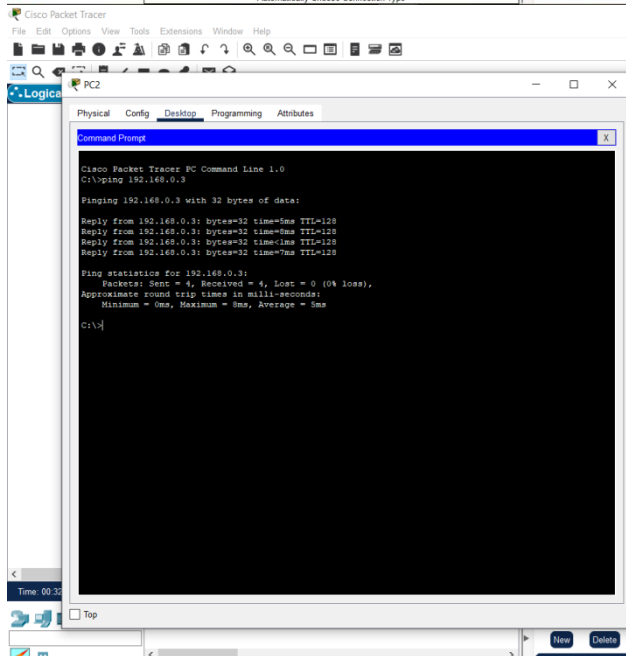 Cisco Packet Tracer
File Edit Options View Tools Extensions Window Help
PC2
Physical Config Desktop Programming Attributes
Command Prompt
X
Cisco Packet Tracer PC Command Line 1.0
C:\>ping 192.168.0.3
Pinging 192.168.0.3 with 32 bytes of data:
Reply from 192.168.0.3: bytes=32 time=5ms TTL=128
Reply from 192.168.0.3: bytes=32 time=8ms TTL=128
Reply from 192.168.0.3: bytes=32 time<1ms TTL=128
Reply from 192.168.0.3: bytes=32 time=7ms TTL=128
Ping statistics for 192.168.0.3:
Packets: Sent = 4, Received = 4, Lost = 0 (0% loss),
Approximate round trip times in milli-seconds:
Minimum = 0ms, Maximum = 8ms, Average = 5ms
C:\>
Time: 00:32
Top
New Delete